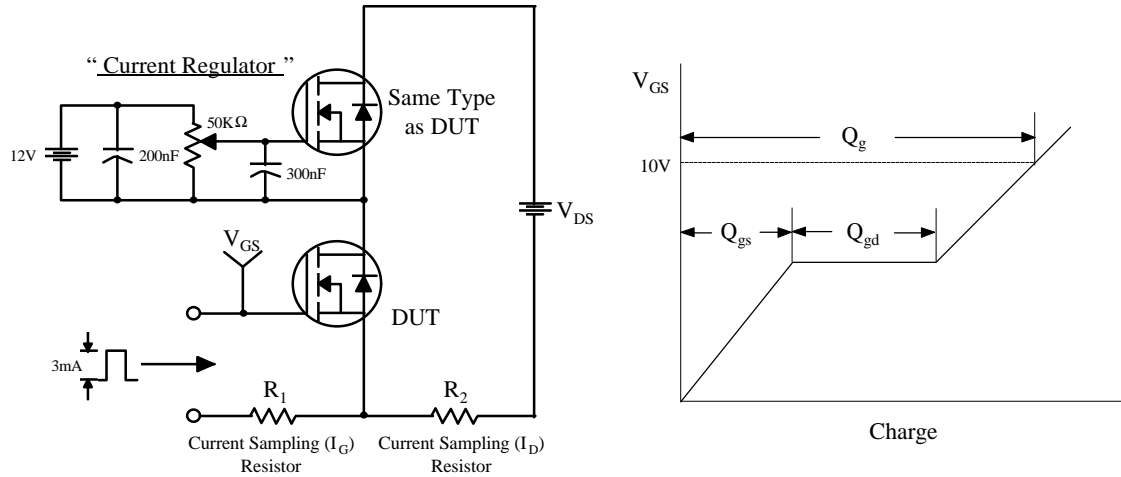 “ Current Regulator ”
12V
200nF
50KΩ
300nF
Same Type
as DUT
V_DS
V_GS
DUT
3mA
R_1
R_2
Current Sampling (I_G)
Resistor
Current Sampling (I_D)
Resistor
V_GS
Q_g
10V
Q_gs
Q_gd
Charge